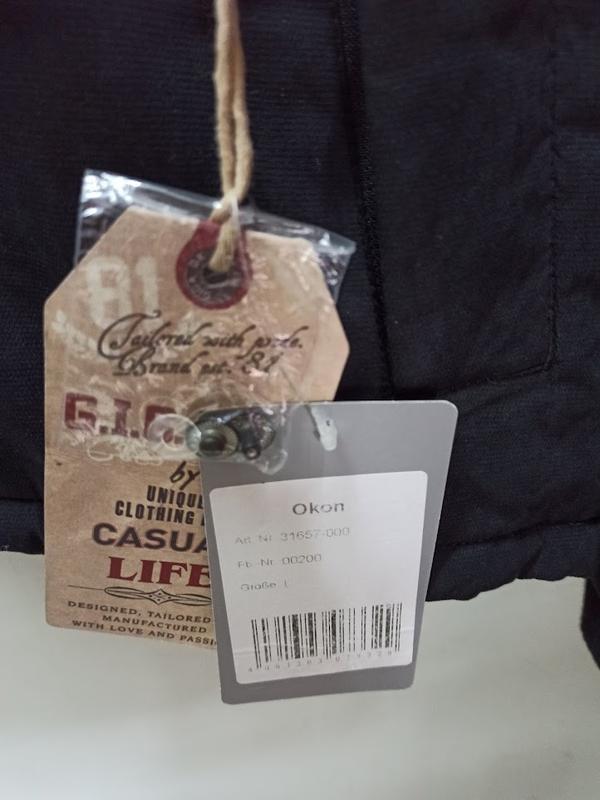 81
Tailored with pride.
Brand est. 81
G.I.G.
by
UNIQUE
CLOTHING
CASUA
LIFE
DESIGNED, TAILORED
MANUFACTURED
WITH LOVE AND PASSI
Okon
Art. Nr. 31657-000
Fb.-Nr. 00200
Größe L